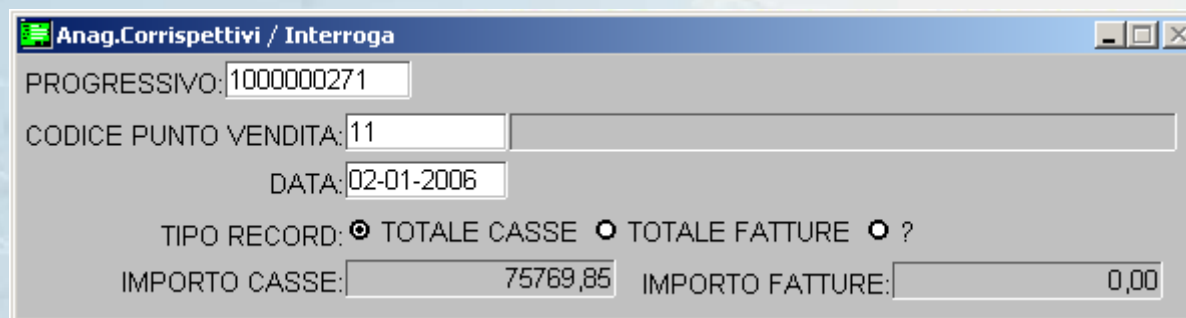 Anag.Corrispettivi / Interroga
PROGRESSIVO: 1000000271
CODICE PUNTO VENDITA: 11
DATA: 02-01-2006
TIPO RECORD: TOTALE CASSE TOTALE FATTURE ?
IMPORTO CASSE: 75769,85 IMPORTO FATTURE: 0,00